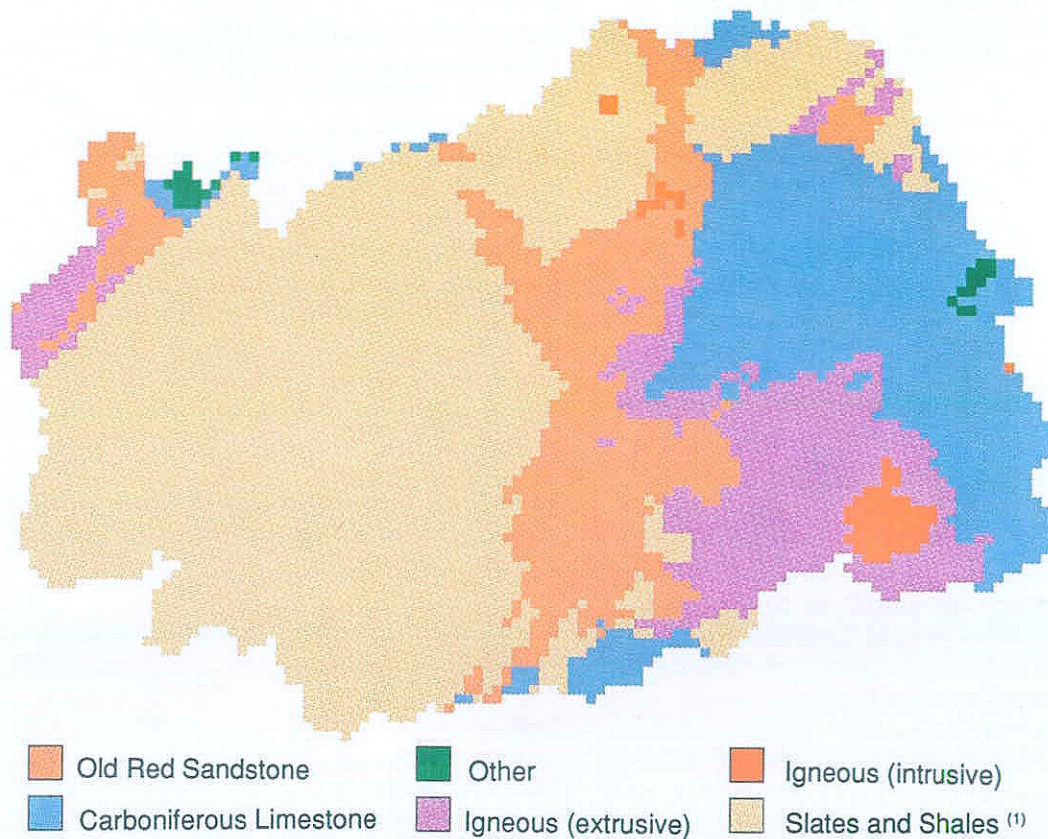 Old Red Sandstone
Other
Igneous (intrusive)
Carboniferous Limestone
Igneous (extrusive)
Slates and Shales (1)